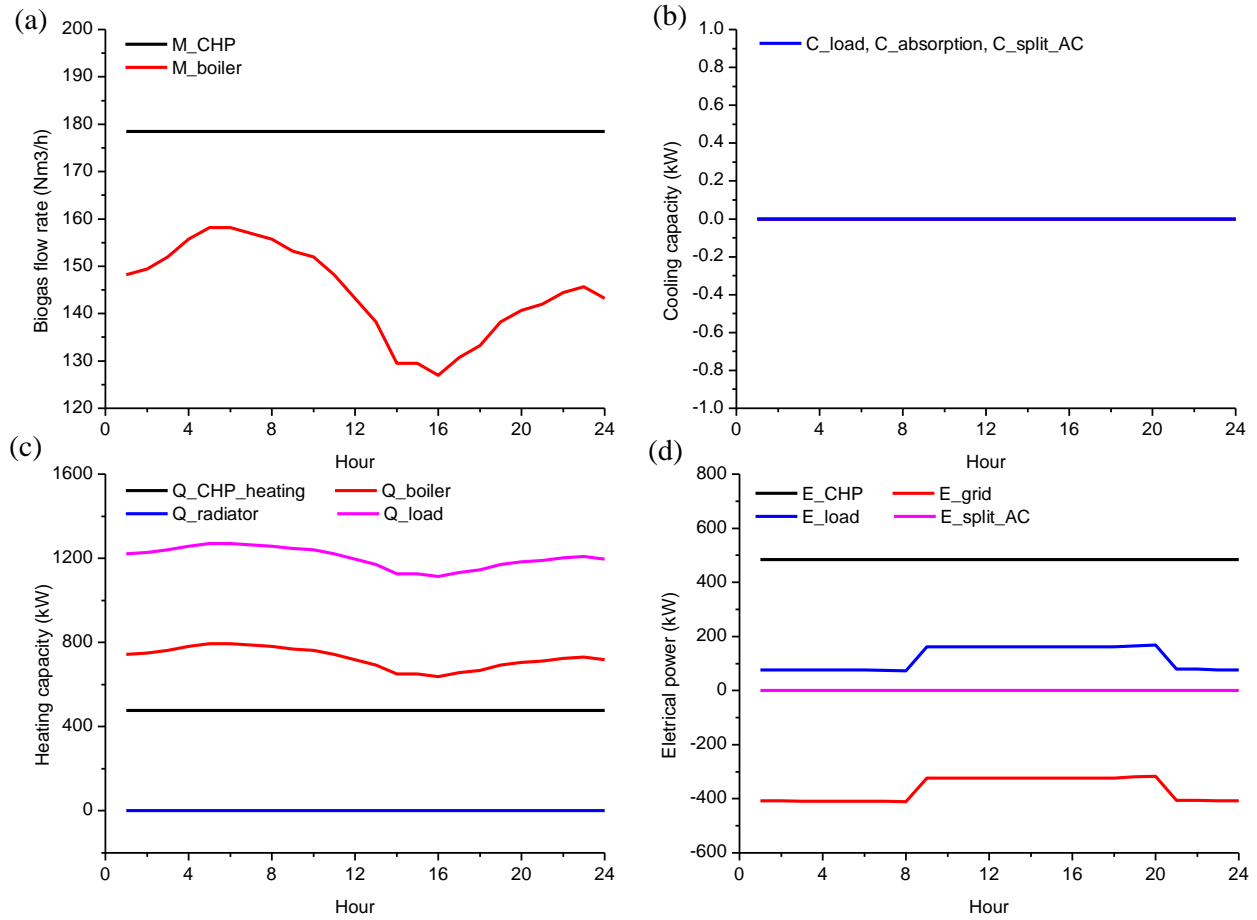 (a)
M_CHP
M_boiler
200
190
180
170
160
150
140
130
120
Biogas flow rate (Nm3/h)
0 4 8 12 16 20 24
Hour
(b)
C_load, C_absorption, C_split_AC
1.0
0.8
0.6
0.4
0.2
0.0
-0.2
-0.4
-0.6
-0.8
-1.0
Cooling capacity (kW)
0 4 8 12 16 20 24
Hour
(c)
Q_CHP_heating Q_boiler
Q_radiator Q_load
1600
1200
800
400
0
Heating capacity (kW)
0 4 8 12 16 20 24
Hour
(d)
E_CHP E_grid
E_load E_split_AC
800
600
400
200
0
-200
-400
-600
Eletrical power (kW)
0 4 8 12 16 20 24
Hour